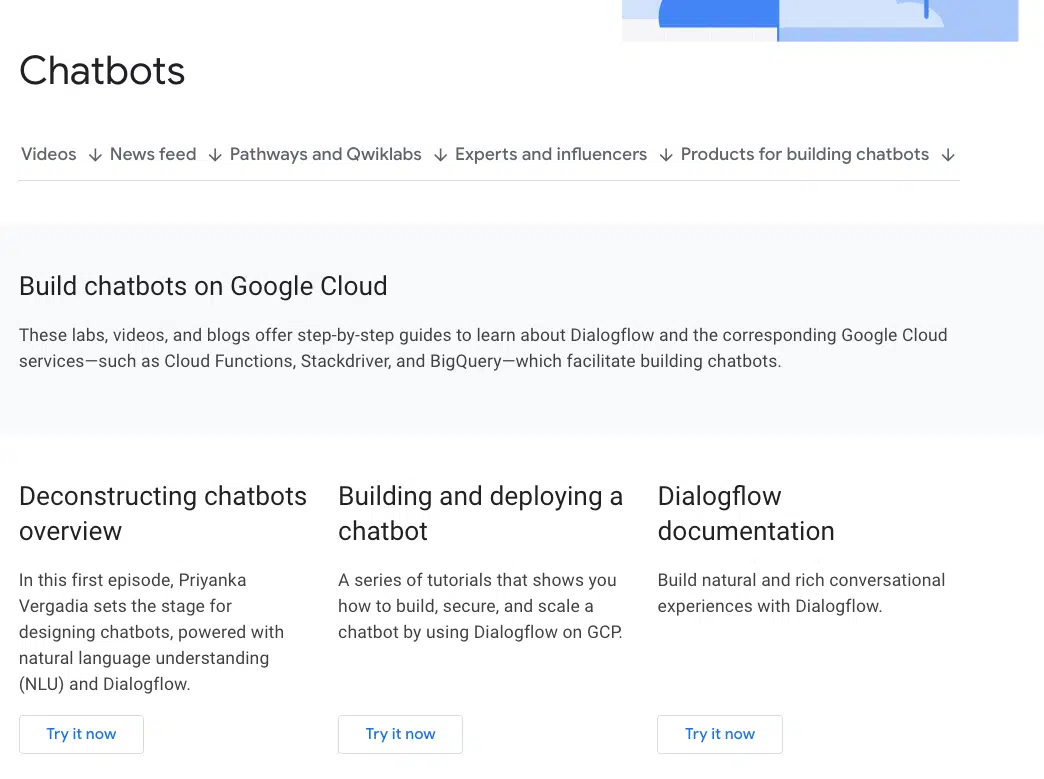 Chatbots
Videos ↓ News feed ↓ Pathways and Qwiklabs ↓ Experts and influencers ↓ Products for building chatbots ↓
Build chatbots on Google Cloud
These labs, videos, and blogs offer step-by-step guides to learn about Dialogflow and the corresponding Google Cloud
services—such as Cloud Functions, Stackdriver, and BigQuery—which facilitate building chatbots.
Deconstructing chatbots
overview
In this first episode, Priyanka
Vergadia sets the stage for
designing chatbots, powered with
natural language understanding
(NLU) and Dialogflow.
Try it now
Building and deploying a
chatbot
A series of tutorials that shows you
how to build, secure, and scale a
chatbot by using Dialogflow on GCP.
Try it now
Dialogflow
documentation
Build natural and rich conversational
experiences with Dialogflow.
Try it now